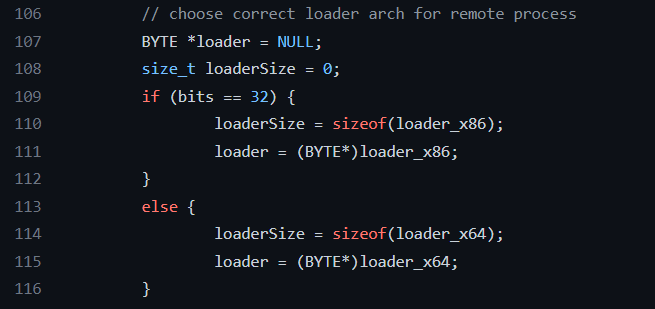 106 // choose correct loader arch for remote process
107 BYTE *loader = NULL;
108 size_t loaderSize = 0;
109 if (bits == 32) {
110 loaderSize = sizeof(loader_x86);
111 loader = (BYTE*)loader_x86;
112 }
113 else {
114 loaderSize = sizeof(loader_x64);
115 loader = (BYTE*)loader_x64;
116 }